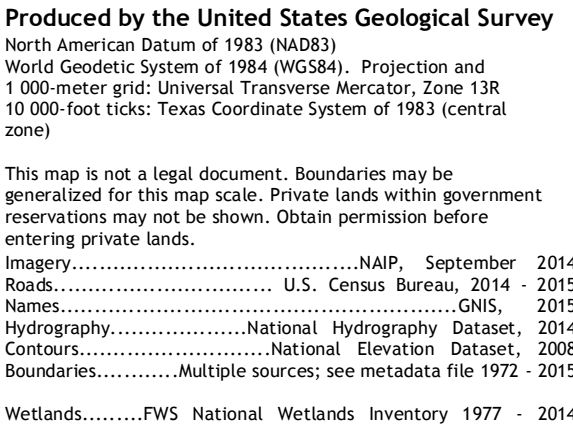 Produced by the United States Geological Survey
North American Datum of 1983 (NAD83)
World Geodetic System of 1984 (WGS84). Projection and
1 000-meter grid: Universal Transverse Mercator, Zone 13R
10 000-foot ticks: Texas Coordinate System of 1983 (central
zone)
This map is not a legal document. Boundaries may be
generalized for this map scale. Private lands within government
reservations may not be shown. Obtain permission before
entering private lands.
Imagery.....................................NAIP, September 2014
Roads............................ U.S. Census Bureau, 2014 - 2015
Names...................................................GNIS, 2015
Hydrography..................National Hydrography Dataset, 2014
Contours.........................National Elevation Dataset, 2008
Boundaries...........Multiple sources; see metadata file 1972 - 2015
Wetlands.........FWS National Wetlands Inventory 1977 - 2014